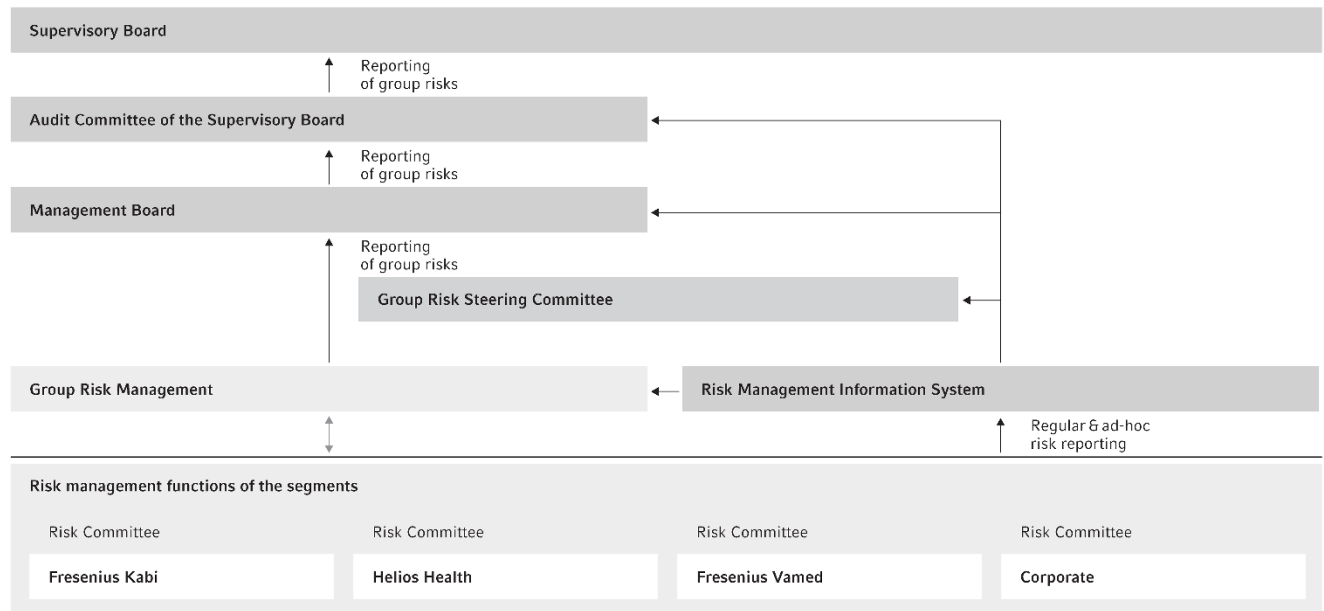 Supervisory Board
Reporting
of group risks
Audit Committee of the Supervisory Board
Reporting
of group risks
Management Board
Reporting
of group risks
Group Risk Steering Committee
Group Risk Management
Risk Management Information System
Regular & ad-hoc
risk reporting
Risk management functions of the segments
Risk Committee
Risk Committee
Risk Committee
Risk Committee
Fresenius Kabi
Helios Health
Fresenius Vamed
Corporate